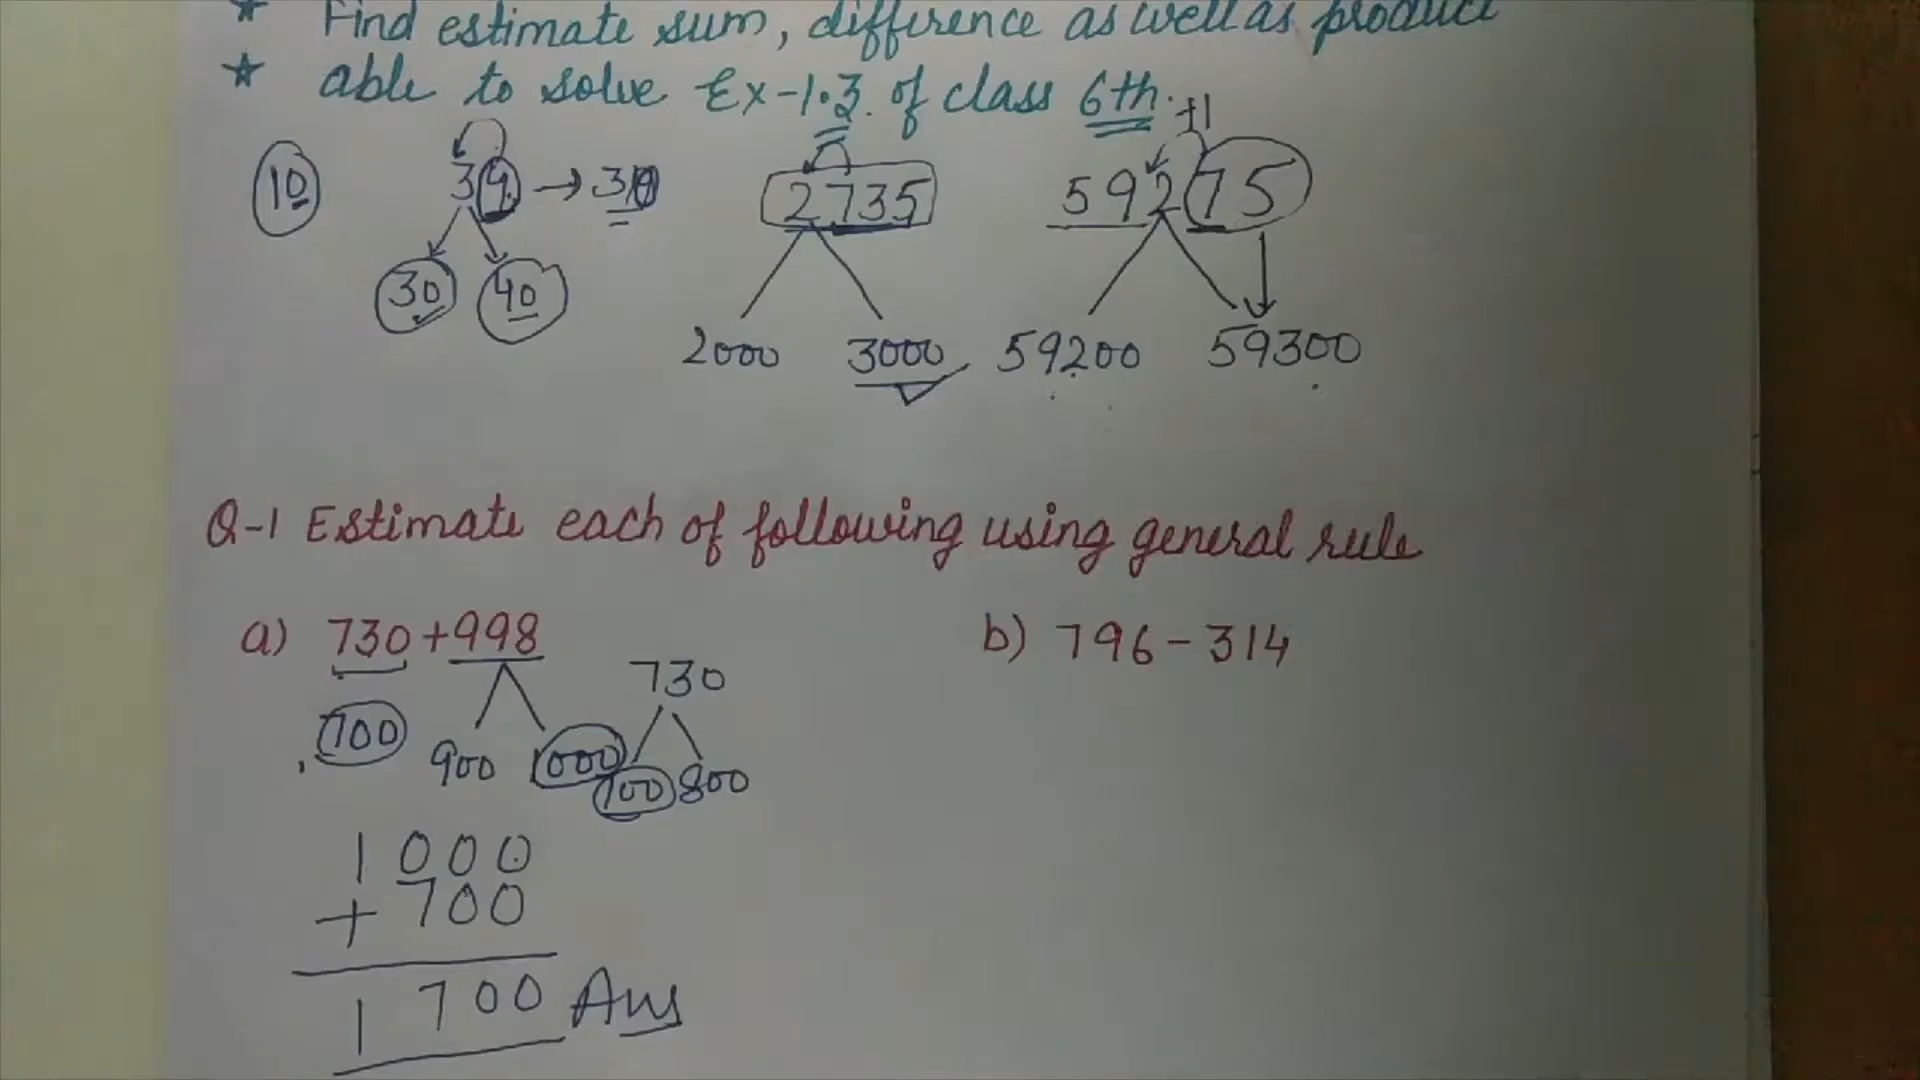 * Find estimate sum, difference as well as product
* able to solve Ex-1.3. of class 6th.
+1
10 → 30 2735 59275
30 40
2000 3000 59200 59300
Q-1 Estimate each of following using general rule
a) 730+998 b) 796-314
730
700 900 1000 700 800
1000
+ 700
1700 Ans